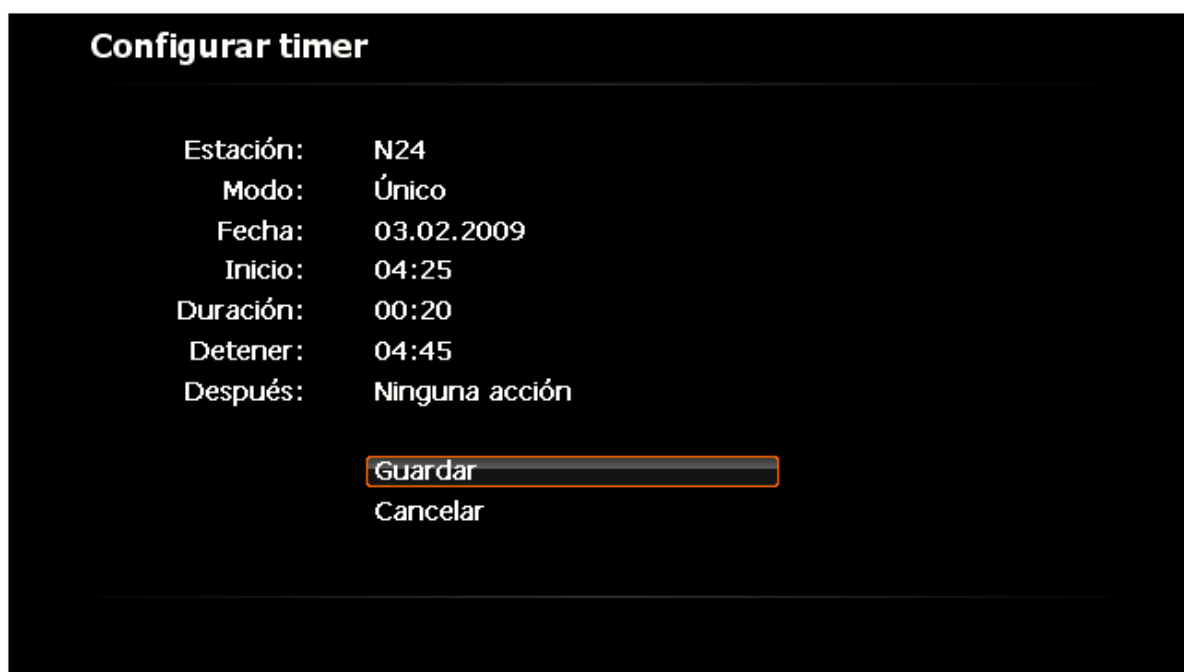 Configurar timer
Estación: N24
Modo: Único
Fecha: 03.02.2009
Inicio: 04:25
Duración: 00:20
Detener: 04:45
Después: Ninguna acción
Guardar
Cancelar